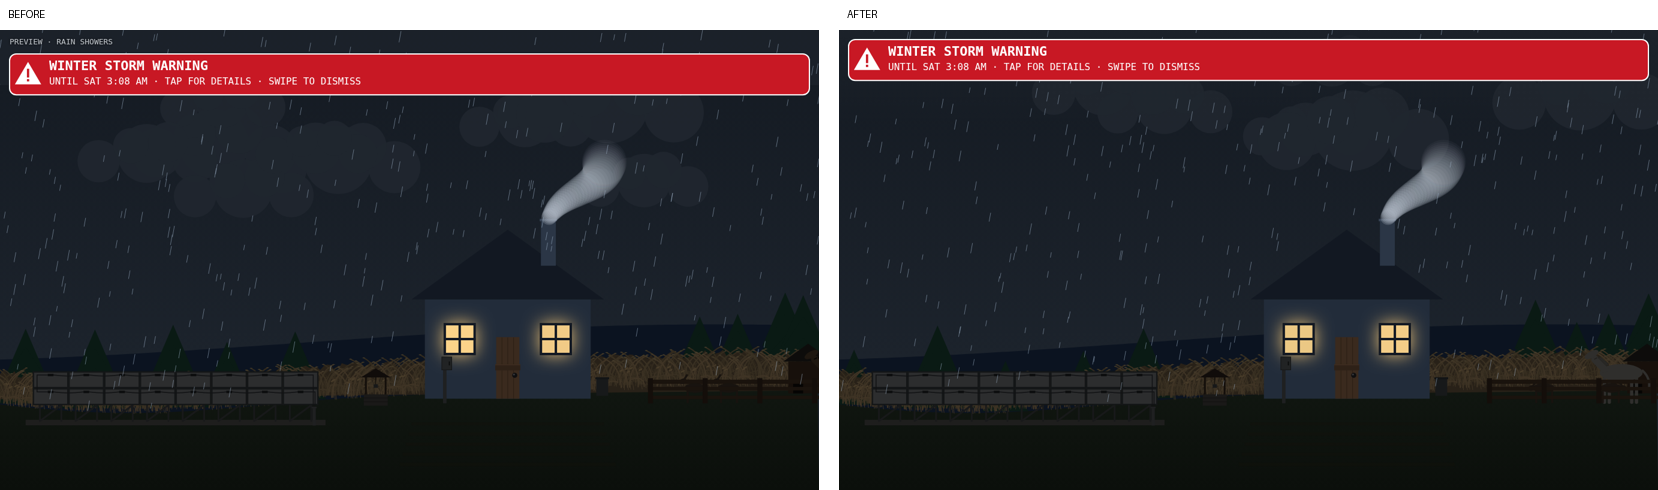 BEFORE
AFTER
PREVIEW · RAIN SHOWERS
WINTER STORM WARNING
UNTIL SAT 3:08 AM · TAP FOR DETAILS · SWIPE TO DISMISS
WINTER STORM WARNING
UNTIL SAT 3:08 AM · TAP FOR DETAILS · SWIPE TO DISMISS